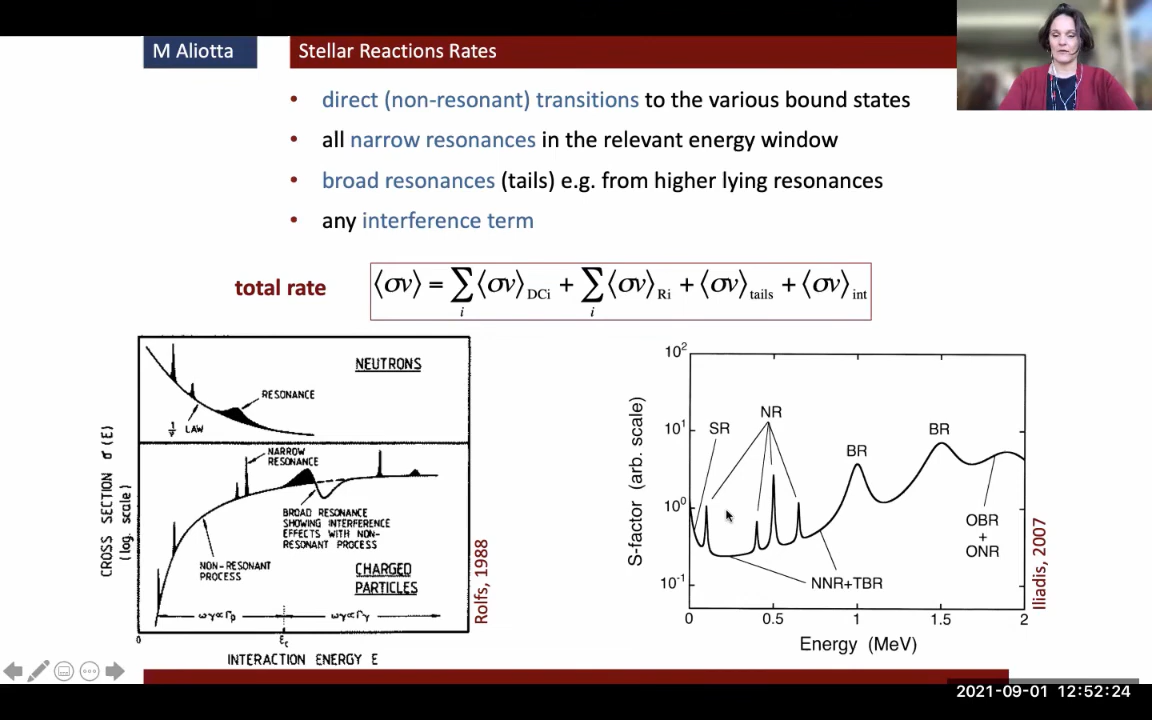 M Aliotta
Stellar Reactions Rates
• direct (non-resonant) transitions to the various bound states
• all narrow resonances in the relevant energy window
• broad resonances (tails) e.g. from higher lying resonances
• any interference term
total rate
⟨σv⟩ = ∑i ⟨σv⟩DCi + ∑i ⟨σv⟩Ri + ⟨σv⟩tails + ⟨σv⟩int
NEUTRONS
RESONANCE
1/v LAW
NARROW
RESONANCE
BROAD RESONANCE
SHOWING INTERFERENCE
EFFECTS WITH NON-
RESONANT PROCESS
NON-RESONANT
PROCESS
CHARGED
PARTICLES
ωγ∝Γp
ωγ∝Γγ
0
Ec
INTERACTION ENERGY E
CROSS SECTION σ(E)
(log. scale)
Rolfs, 1988
S-factor (arb. scale)
10²
10¹
10⁰
10⁻¹
SR
NR
BR
BR
OBR
+
ONR
NNR+TBR
0
0.5
1
1.5
2
Energy (MeV)
Iliadis, 2007
2021-09-01 12:52:24